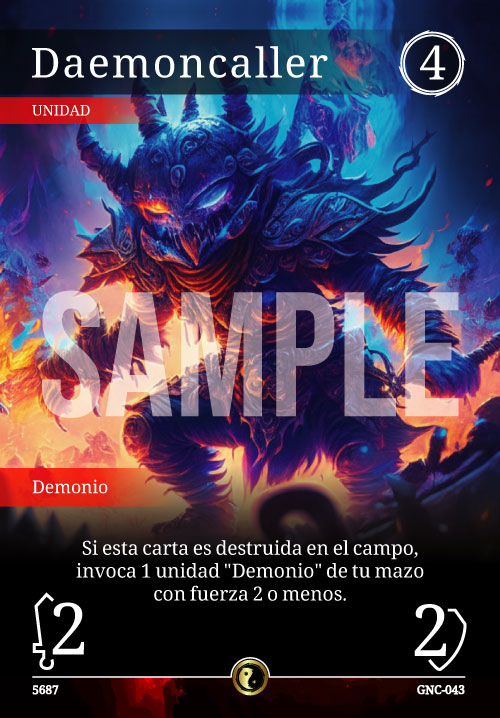 Daemoncaller
4
UNIDAD
SAMPLE
Demonio
Si esta carta es destruida en el campo,
invoca 1 unidad "Demonio" de tu mazo
con fuerza 2 o menos.
2
2
5687
GNC-043